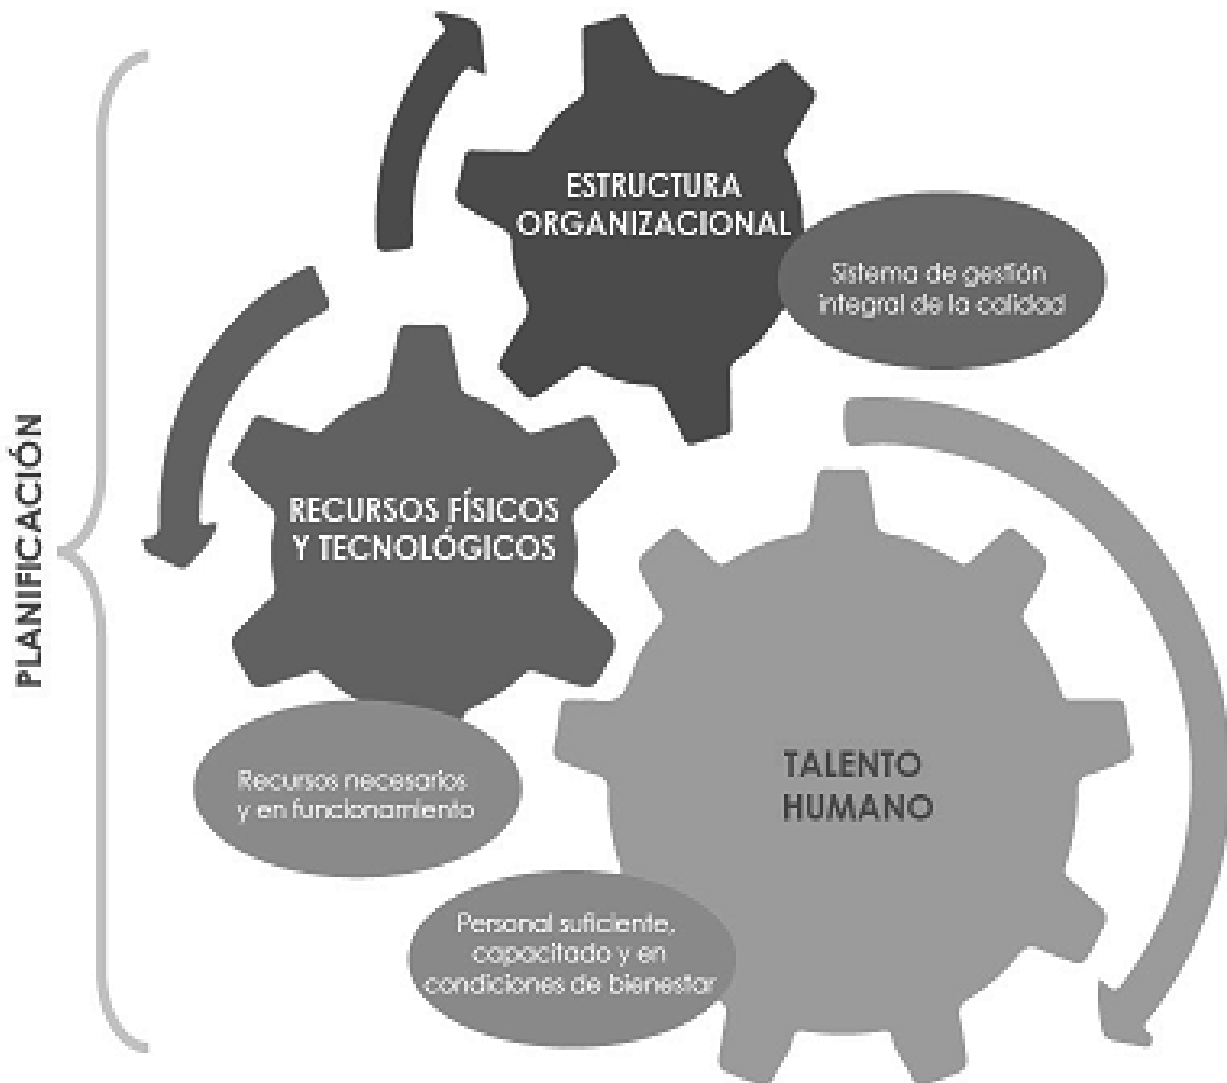 PLANIFICACIÓN
ESTRUCTURA
ORGANIZACIONAL
Sistema de gestión
integral de la calidad
RECURSOS FÍSICOS
Y TECNOLÓGICOS
Recursos necesarios
y en funcionamiento
TALENTO
HUMANO
Personal suficiente,
capacitado y en
condiciones de bienestar